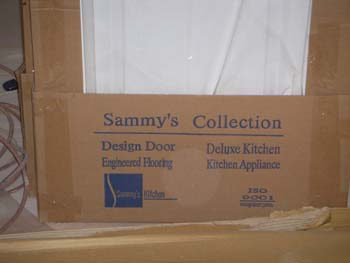 Sammy's Collection
Design Door Deluxe Kitchen
Engineered Flooring Kitchen Appliance
Sammy's Kitchen
ISO
9001